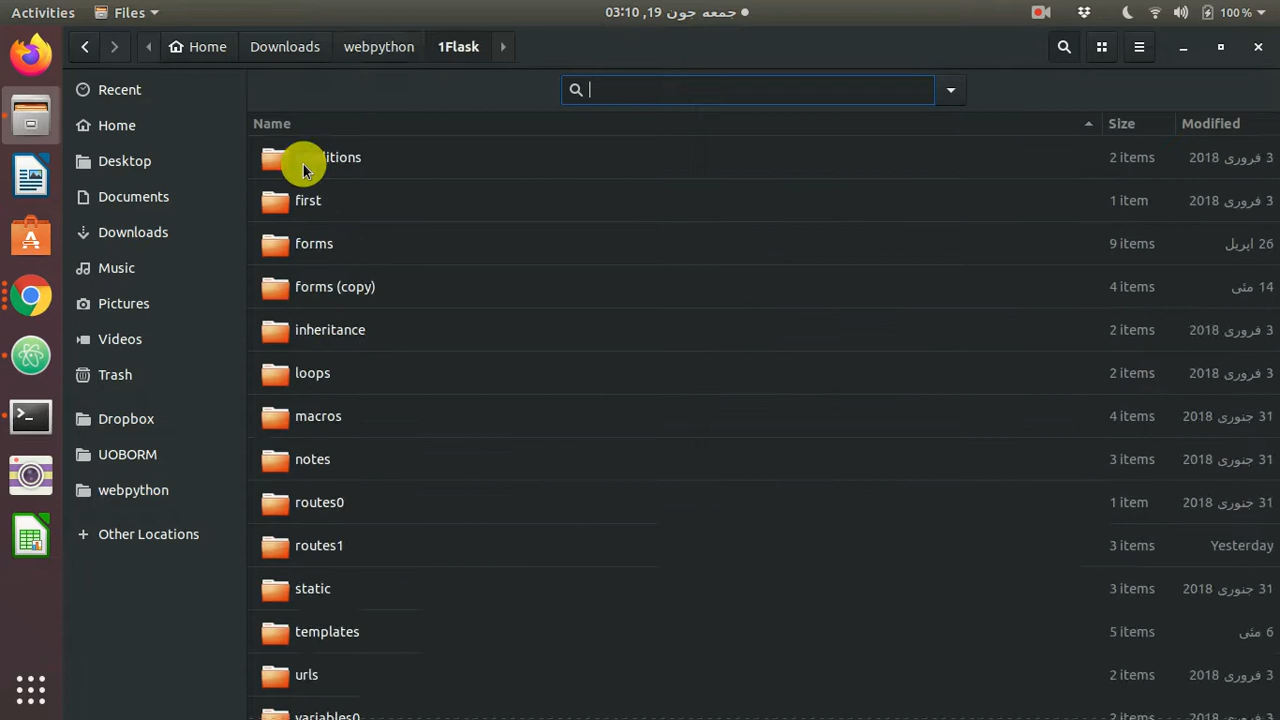 Activities
Files
03:10 ,19 جمعه جون
100 %
Home
Downloads
webpython
1Flask
Recent
Home
Desktop
Documents
Downloads
Music
Pictures
Videos
Trash
Dropbox
UOBORM
webpython
Other Locations
Name Size Modified
2 items 3 فروری 2018
first 1 item 3 فروری 2018
forms 9 items 26 اپریل
forms (copy) 4 items 14 مئی
inheritance 2 items 3 فروری 2018
loops 2 items 3 فروری 2018
macros 4 items 31 جنوری 2018
notes 3 items 31 جنوری 2018
routes0 1 item 31 جنوری 2018
routes1 3 items Yesterday
static 3 items 31 جنوری 2018
templates 5 items 6 مئی
urls 2 items 3 فروری 2018
variables0